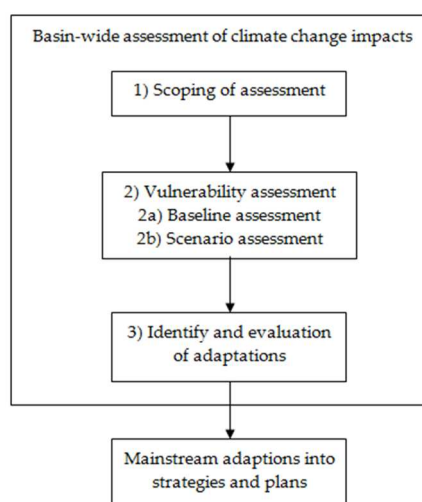 Basin-wide assessment of climate change impacts
1) Scoping of assessment
2) Vulnerability assessment
2a) Baseline assessment
2b) Scenario assessment
3) Identify and evaluation
of adaptations
Mainstream adaptions into
strategies and plans